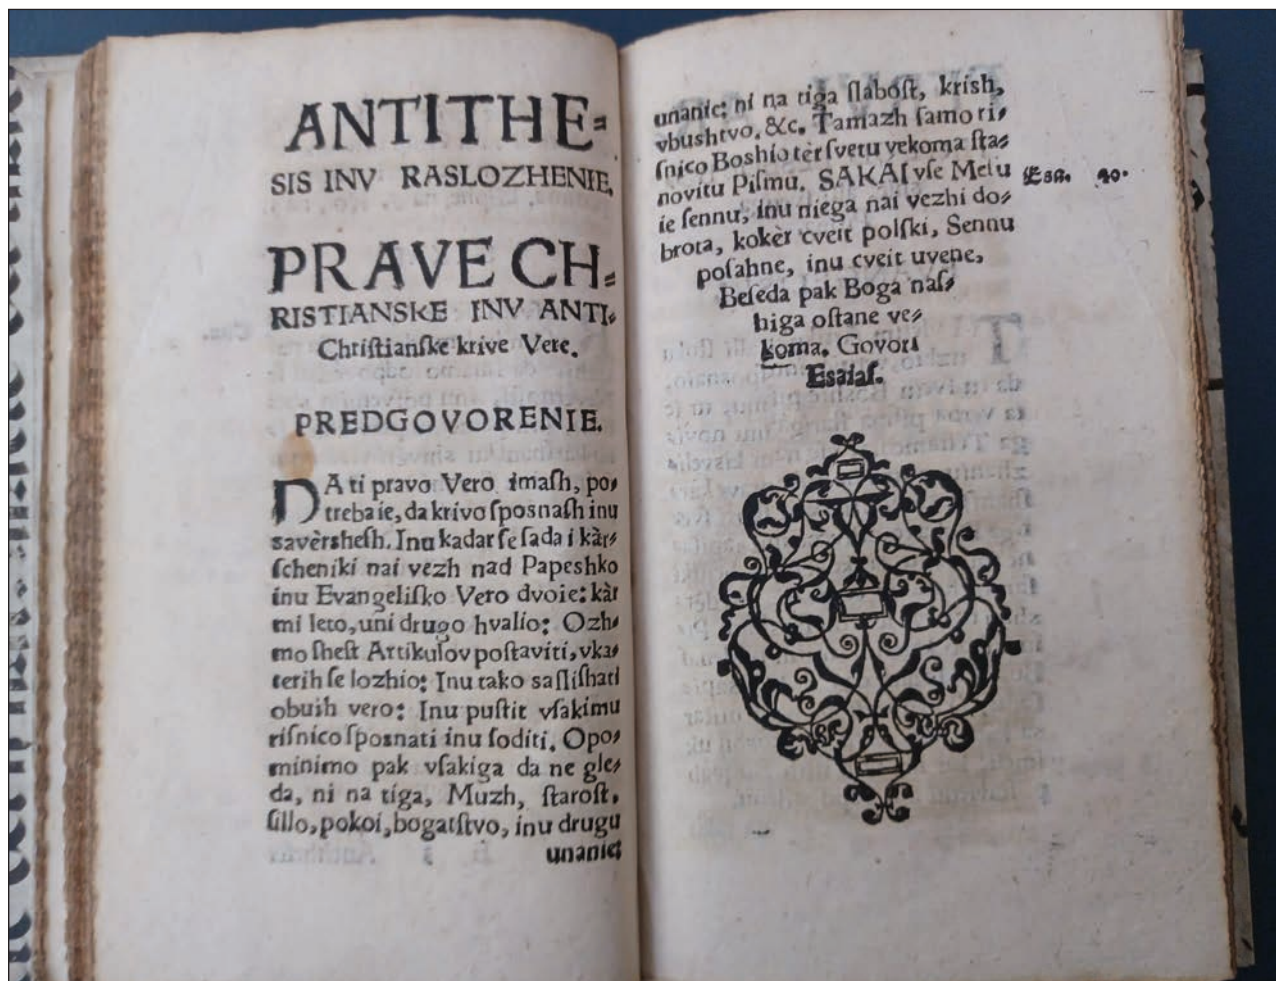 ANTITHE⸗
SIS INV RASLOZHENIE,
PRAVE CH⸗
RISTIANSKE INV ANTI⸗
Chriſtianſke krive Vere.
PREDGOVORENIE.
DA ti pravo Vero imaſh, po⸗
treba ie, da krivo ſposnaſh inu
savèrsheſh. Inu kadar ſe ſada i kàr⸗
ſcheniki nai vezh nad Papeshko
inu Evangeliſko Vero dvoie: kàr
mi leto, uni drugo hvalio: Ozh⸗
mo ſheſt Artikulov poſtaviti, vka⸗
terih ſe lozhio: Inu tako saſliſhati
obuih vero: Inu puſtit vſakimu
riſnico ſposnati inu ſoditi. Opo⸗
minimo pak vſakiga da ne gle⸗
da, ni na tiga, Muzh, ſtaroſt,
ſillo, pokoi, bogatſtvo, inu drugu
unanie:
unanie: ni na tiga ſlaboſt, krish,
vbushtvo. &c. Tamazh ſamo ri⸗
ſnico Boshio tèr ſvetu vekoma ſta⸗
novitu Piſmu. SAKAI vſe Meſu
ie ſennu, inu niega nai vezhi do⸗
brota, kokèr cveit polſki, Sennu
poſahne, inu cveit uvene,
Beſeda pak Boga naſ⸗
higa oſtane ve⸗
koma. Govori
Esaiaſ.
Esa. 40.